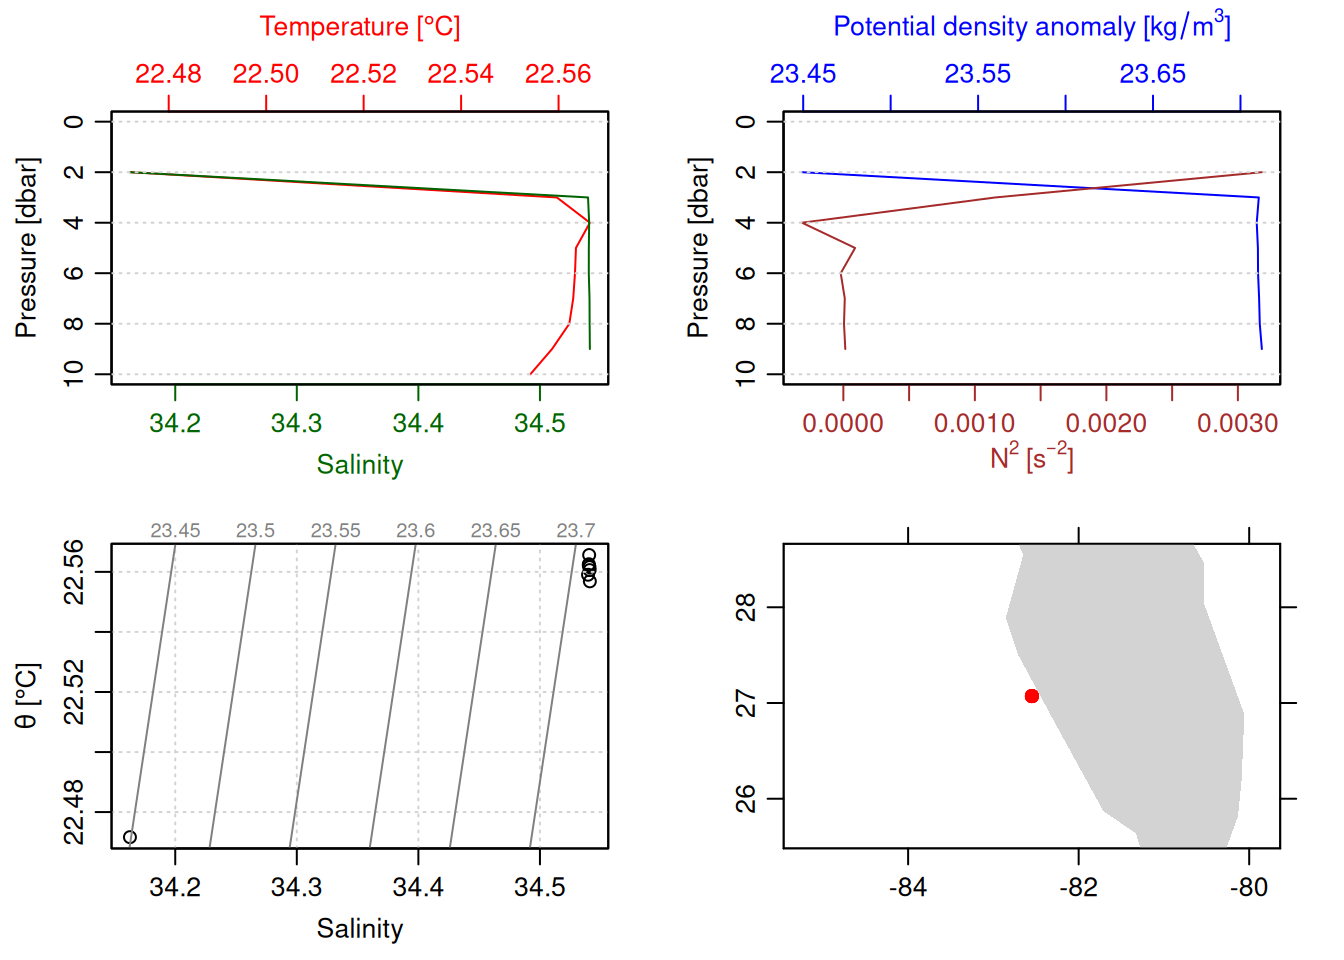 Temperature [°C]
22.48 22.50 22.52 22.54 22.56
Pressure [dbar]
0
2
4
6
8
10
34.2 34.3 34.4 34.5
Salinity
Potential density anomaly [kg/m³]
23.45 23.55 23.65
Pressure [dbar]
0
2
4
6
8
10
0.0000 0.0010 0.0020 0.0030
N² [s⁻²]
23.45 23.5 23.55 23.6 23.65 23.7
θ [°C]
22.56
22.52
22.48
34.2 34.3 34.4 34.5
Salinity
28
27
26
-84 -82 -80